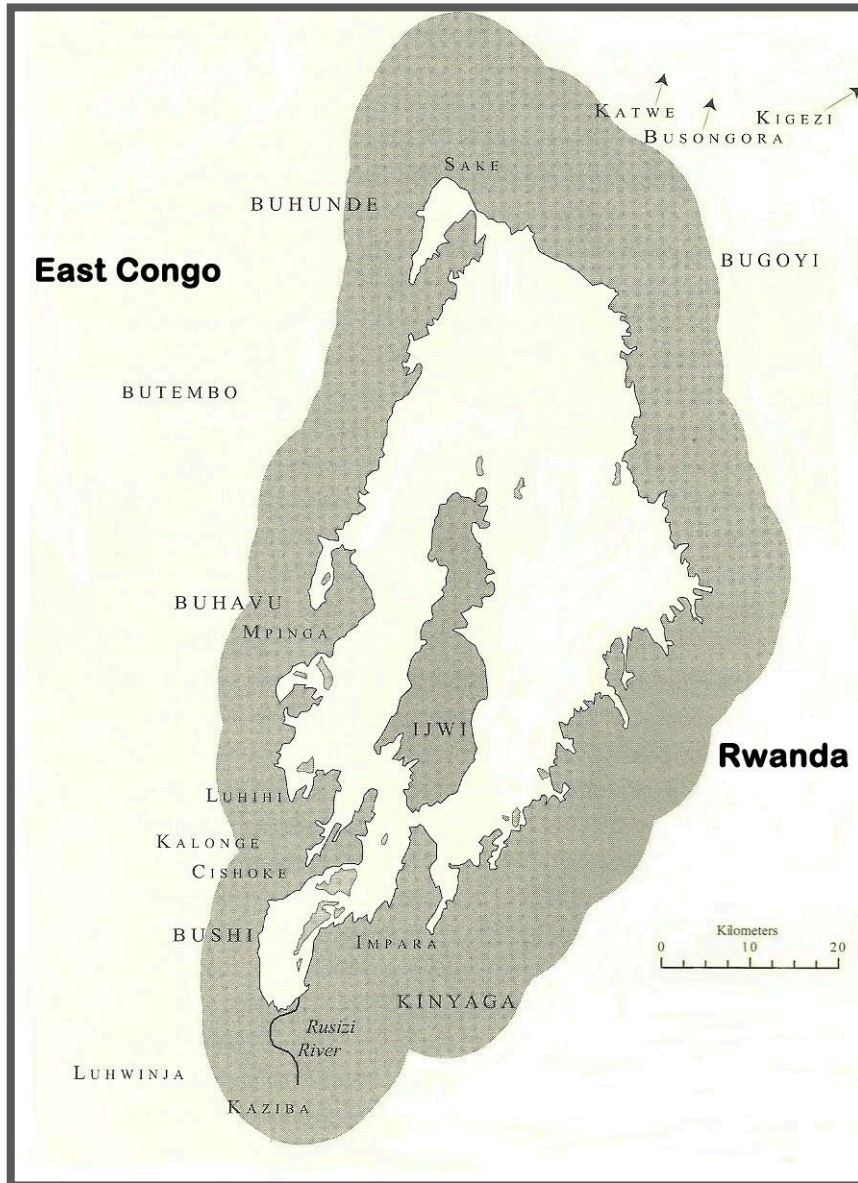 KATWE
BUSONGORA
KIGEZI
SAKE
BUHUNDE
BUGOYI
East Congo
BUTEMBO
BUHAVU
MPINGA
IJWI
Rwanda
LUHIHI
KALONGE
CISHOKE
BUSHI
IMPARA
Kilometers
0 10 20
KINYAGA
Rusizi
River
LUHWINJA
KAZIBA